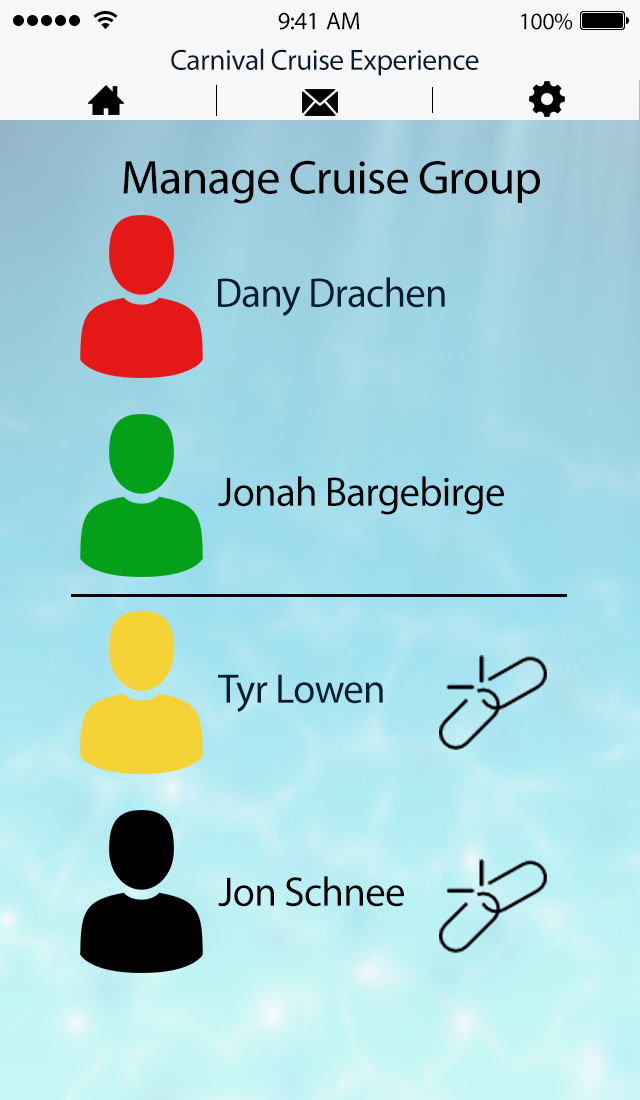 9:41 AM
100%
Carnival Cruise Experience
Manage Cruise Group
Dany Drachen
Jonah Bargebirge
Tyr Lowen
Jon Schnee